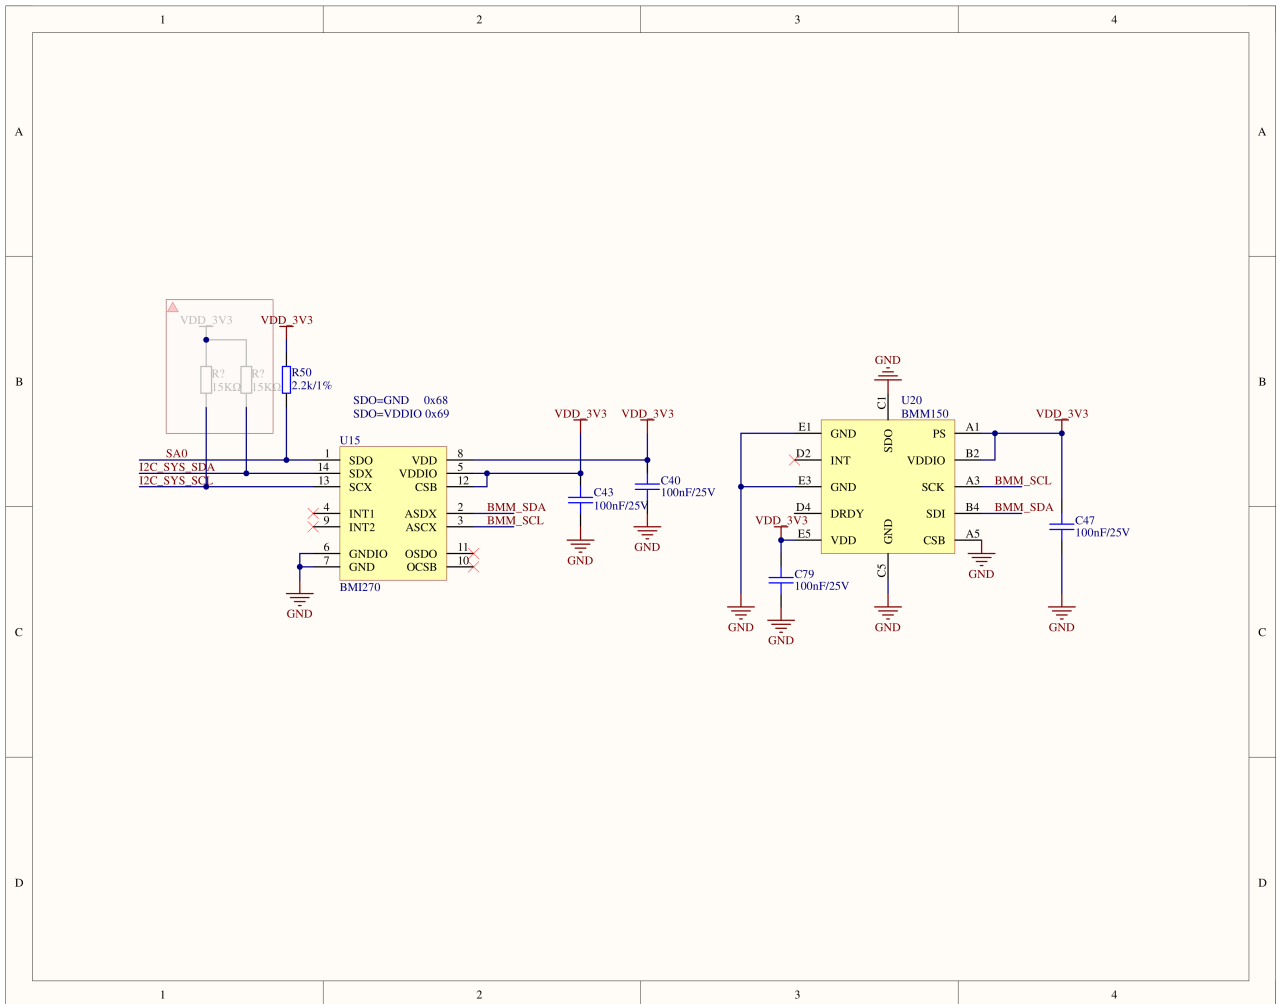 1 2 3 4
A A
GND
VDD_3V3 VDD_3V3
B B
R? R? R50
15KΩ 15KΩ 2.2k/1%
SDO=GND 0x68
SDO=VDDIO 0x69
VDD_3V3 VDD_3V3
U15
SA0 1 SDO VDD 8
I2C_SYS_SDA 14 SDX VDDIO 5
I2C_SYS_SCL 13 SCX CSB 12
4 INT1 ASDX 2 BMM_SDA
9 INT2 ASCX 3 BMM_SCL
6 GNDIO OSDO 11
7 GND OCSB 10
BMI270
GND
C43
100nF/25V
GND
C40
100nF/25V
GND
C1 U20
BMM150
VDD_3V3
E1 GND SDO PS A1
D2 INT VDDIO B2
E3 GND SCK A3 BMM_SCL
D4 DRDY GND SDI B4 BMM_SDA
VDD_3V3
E5 VDD CSB A5
C5
GND
C47
100nF/25V
C79
100nF/25V
GND GND GND GND
C C
D D
1 2 3 4